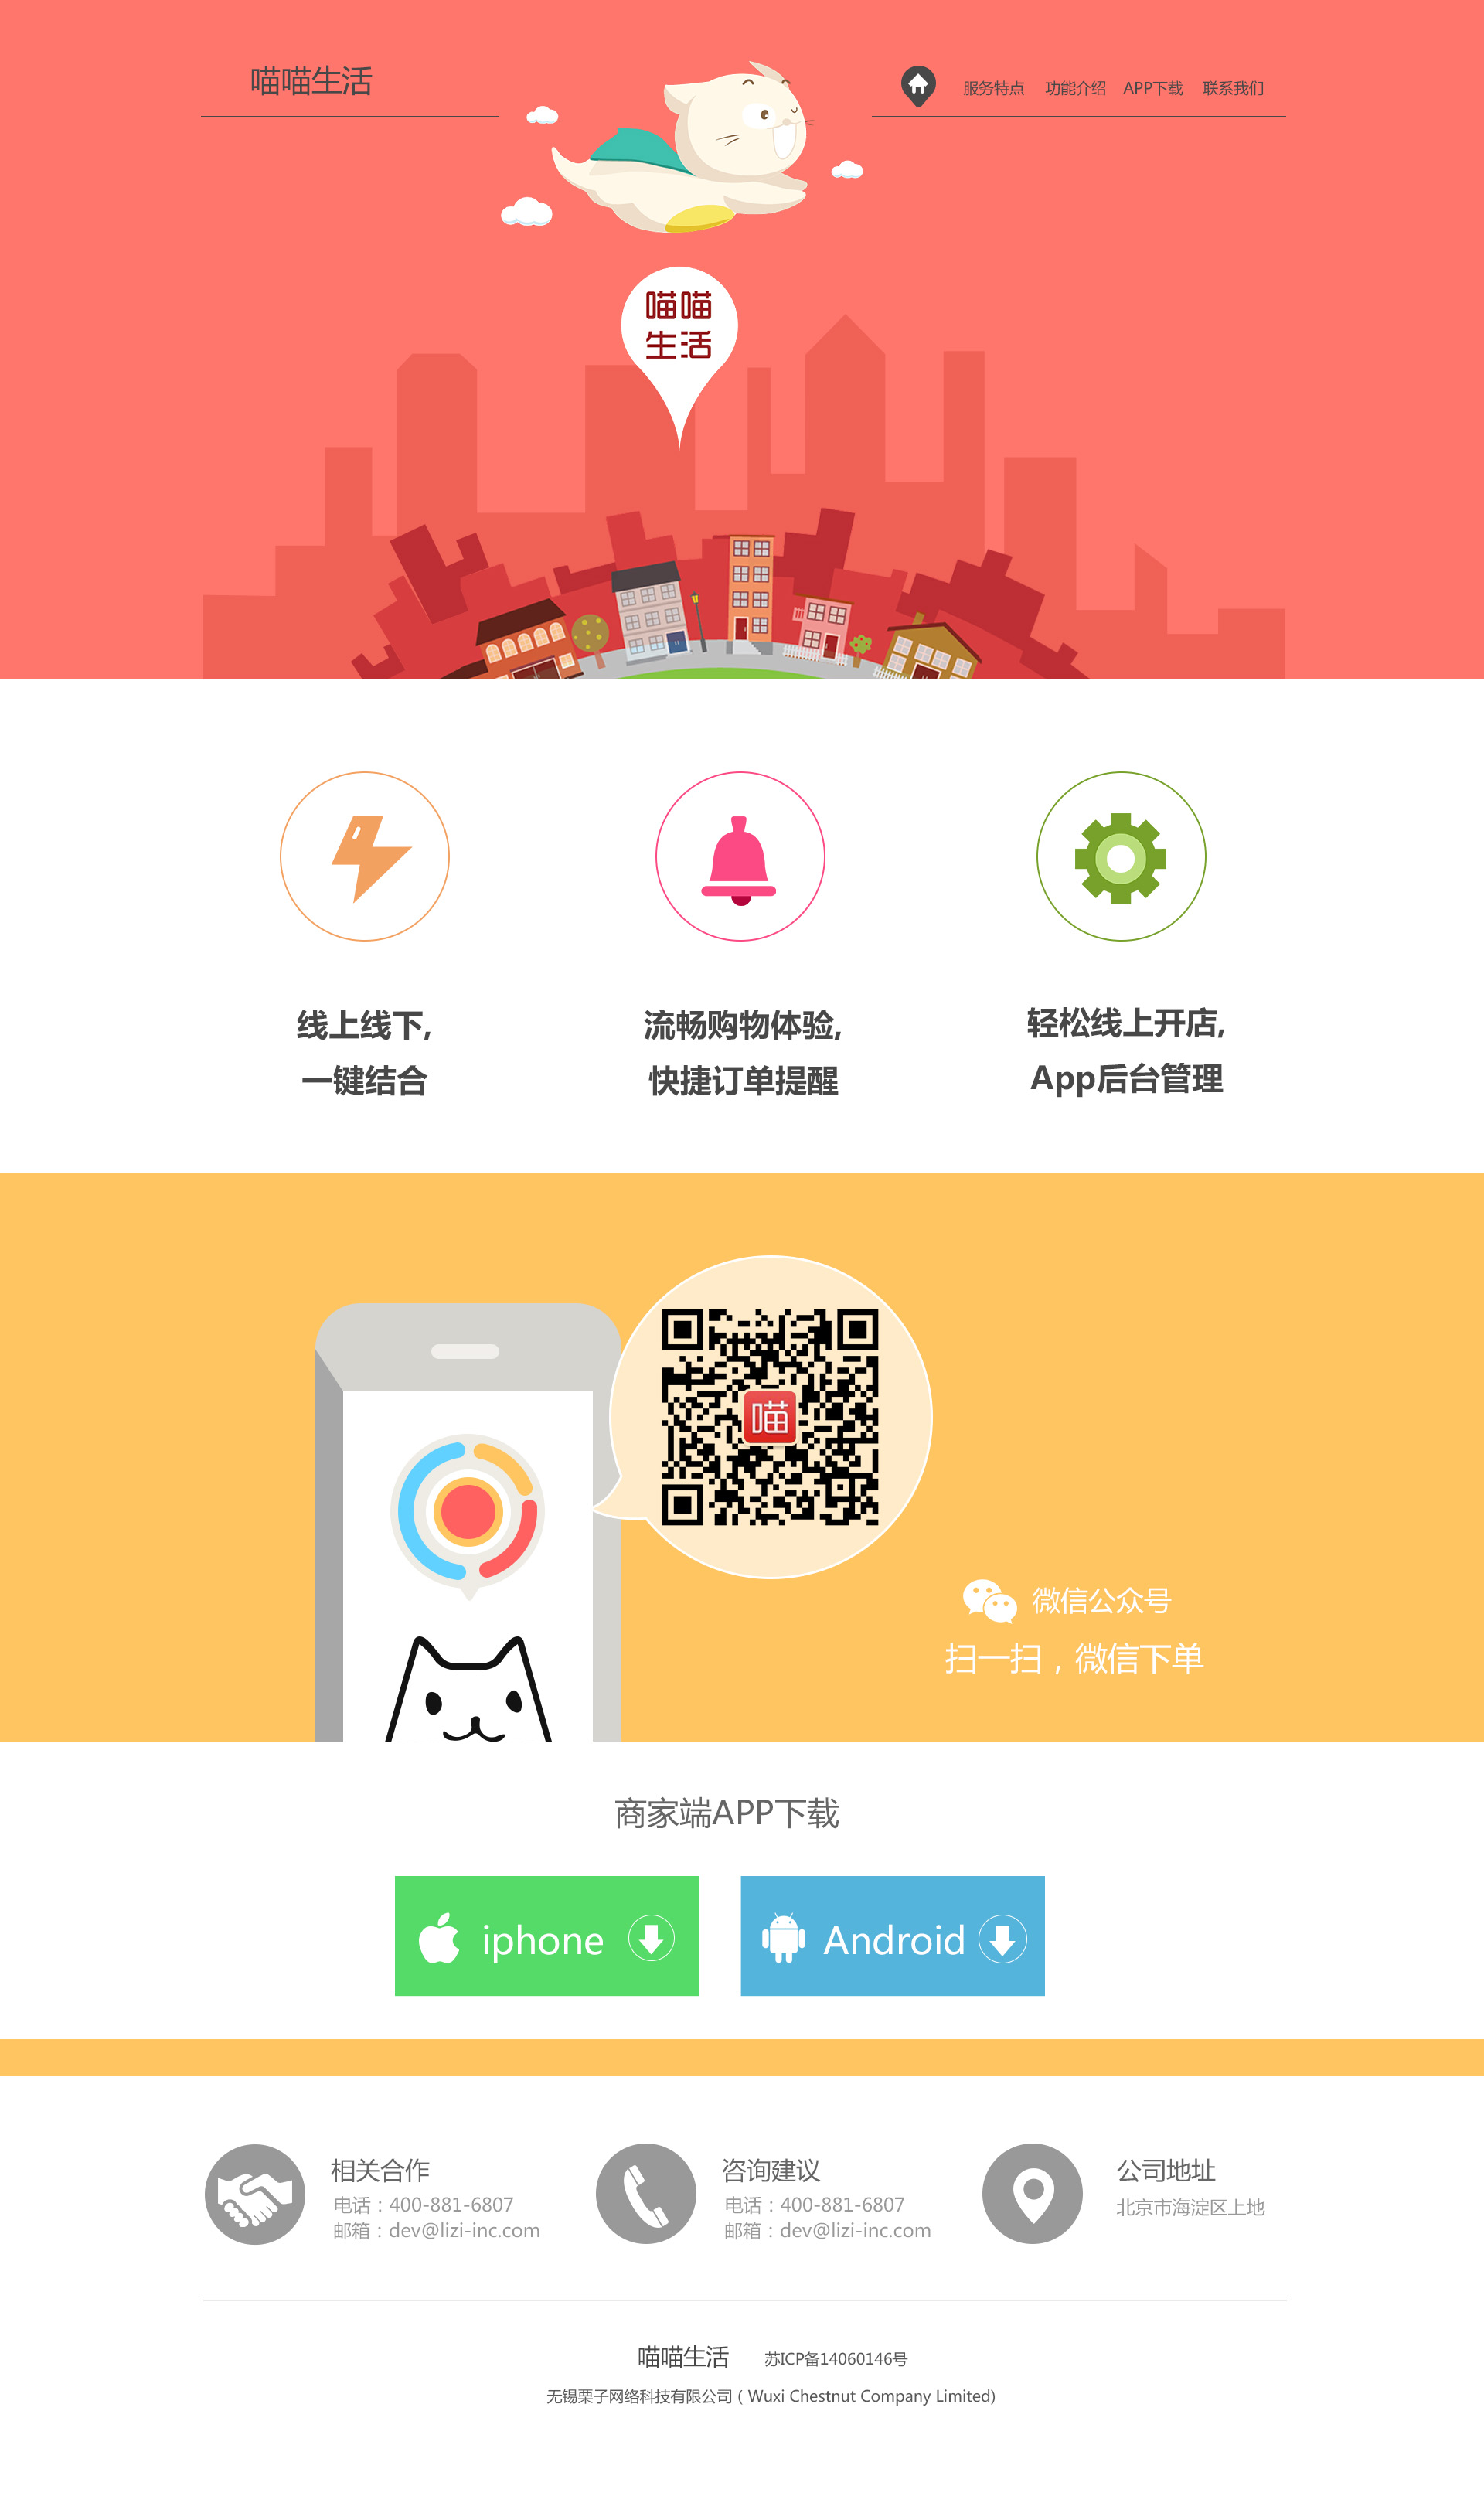 喵喵生活
服务特点 功能介绍 APP下载 联系我们
喵喵
生活
线上线下,
一键结合
流畅购物体验,
快捷订单提醒
轻松线上开店,
App后台管理
喵
微信公众号
扫一扫，微信下单
商家端APP下载
iphone
Android
相关合作
电话：400-881-6807
邮箱：dev@lizi-inc.com
咨询建议
电话：400-881-6807
邮箱：dev@lizi-inc.com
公司地址
北京市海淀区上地
喵喵生活 苏ICP备14060146号
无锡栗子网络科技有限公司（Wuxi Chestnut Company Limited)